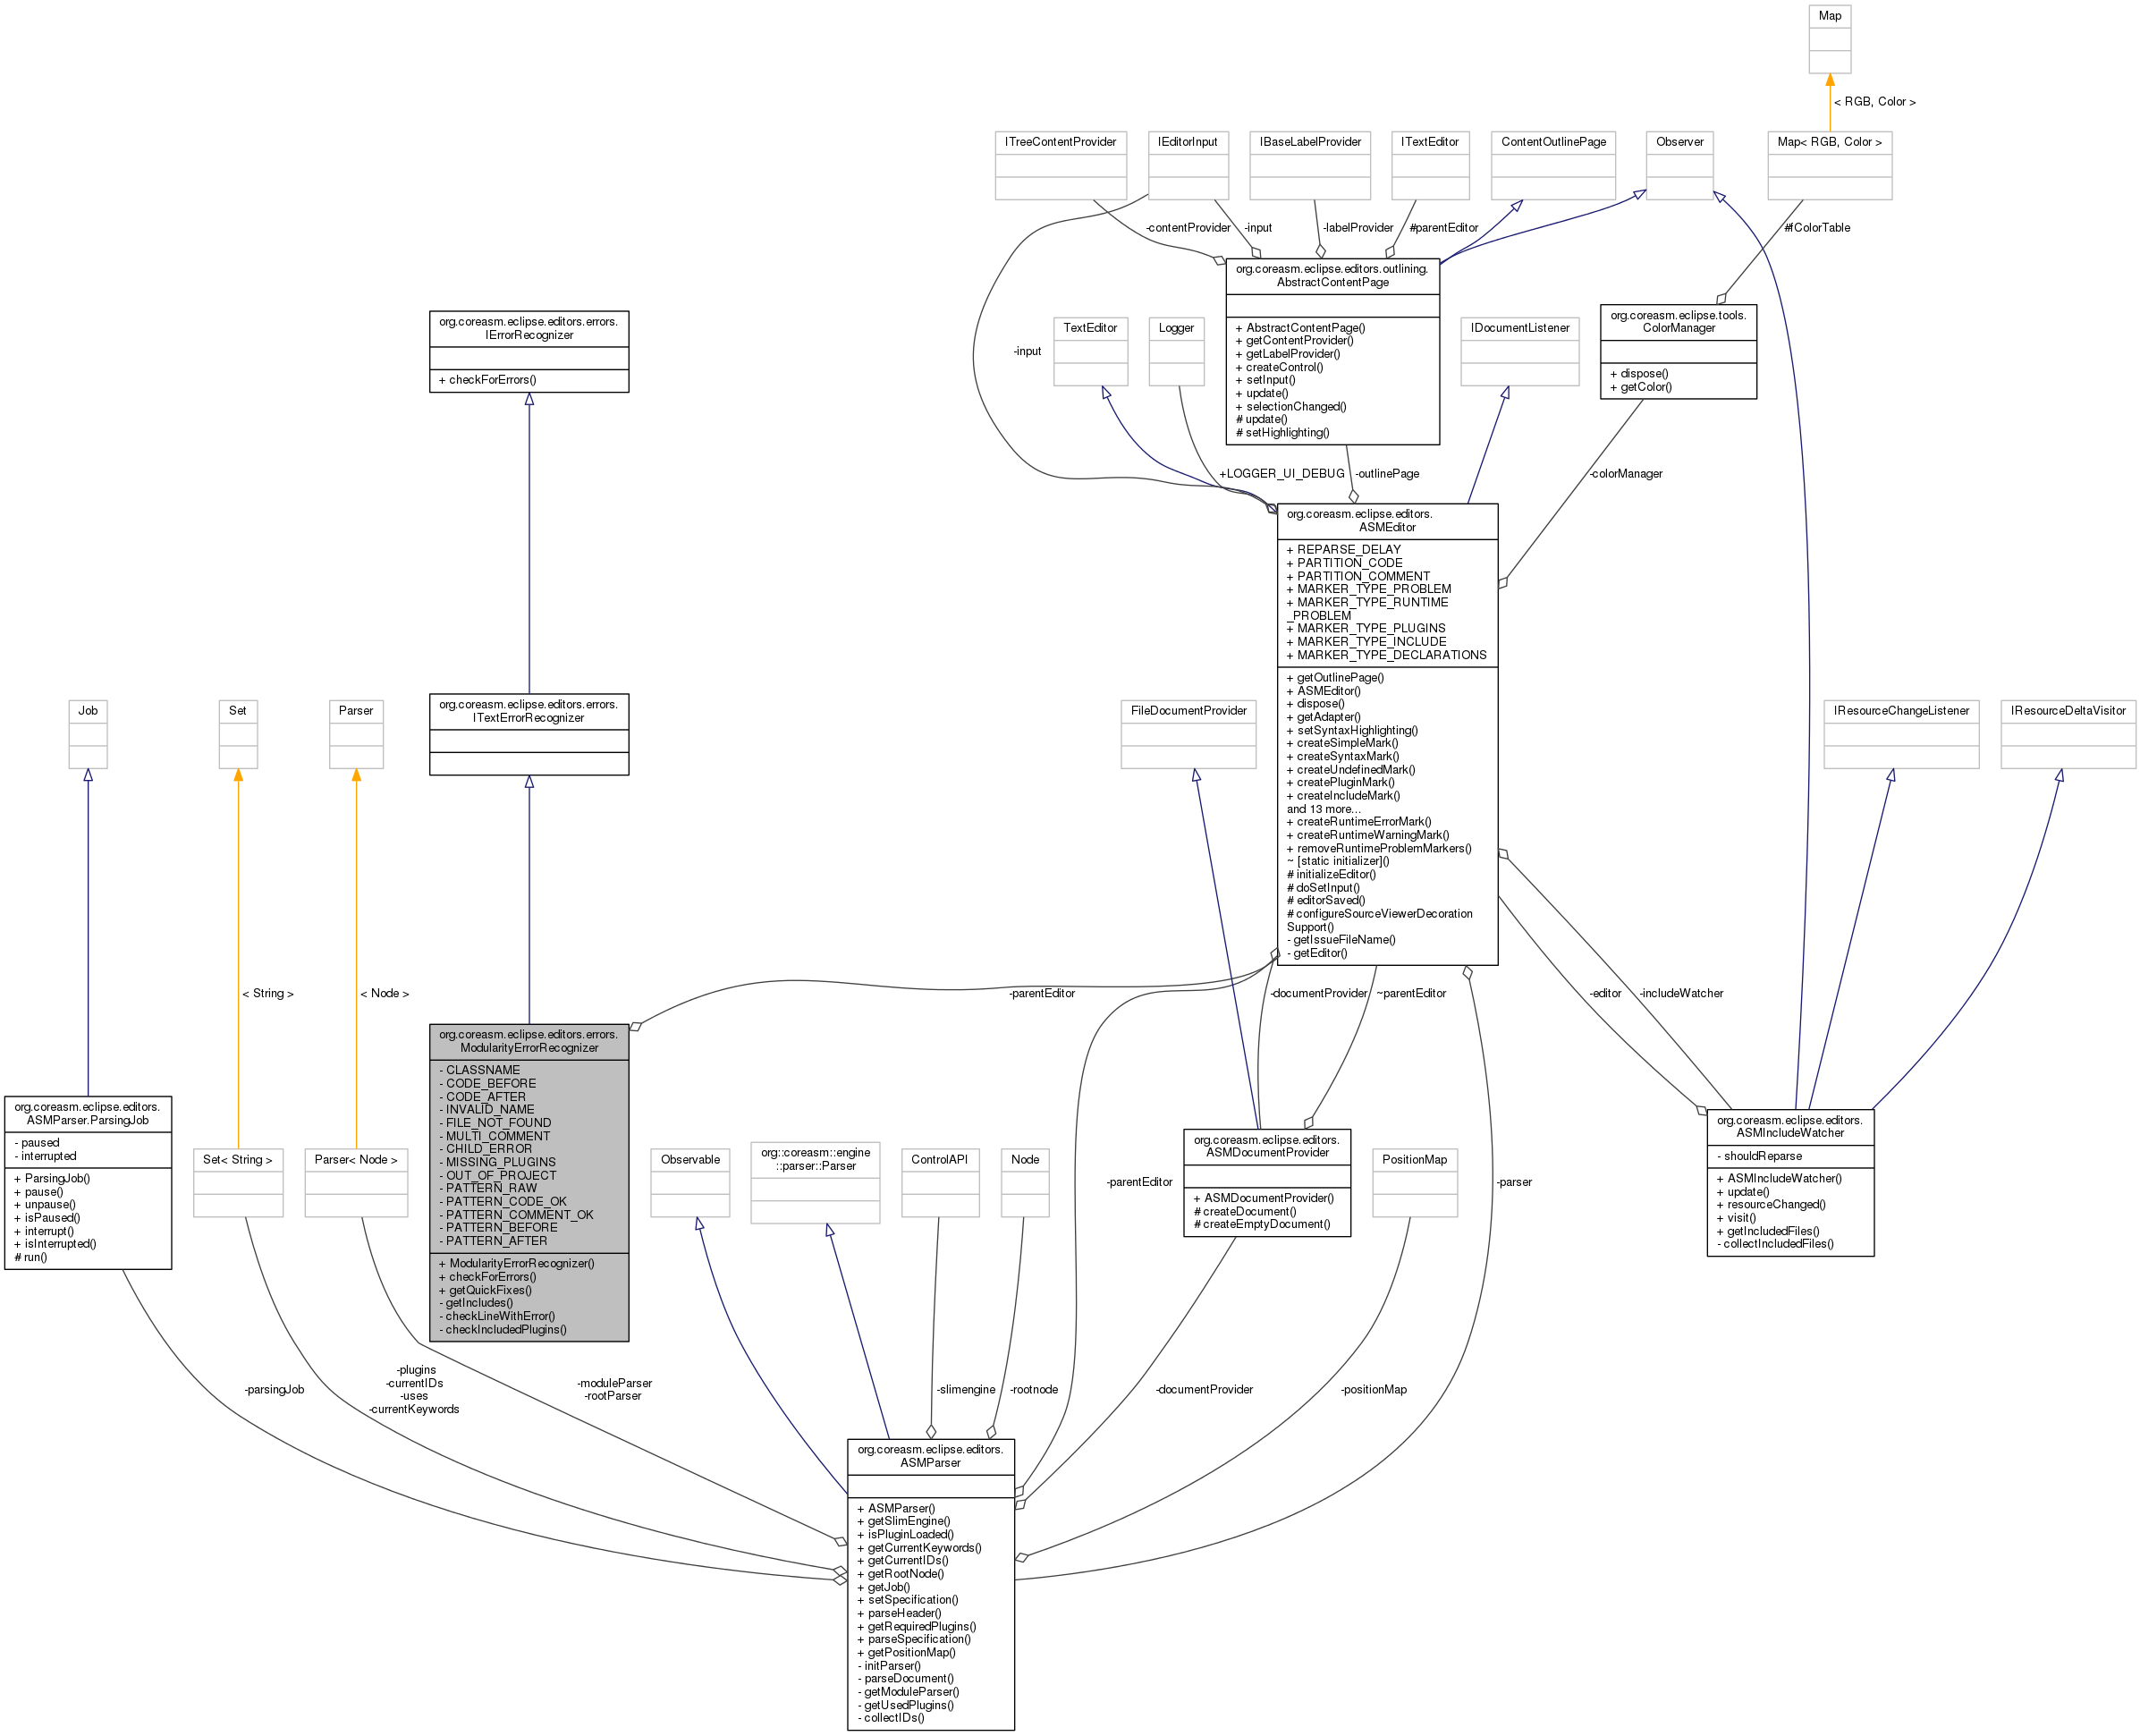 Map
< RGB, Color >
ITreeContentProvider
IEditorInput
IBaseLabelProvider
ITextEditor
ContentOutlinePage
Observer
Map< RGB, Color >
-contentProvider
-input
-labelProvider
#parentEditor
#fColorTable
org.coreasm.eclipse.editors.outlining.
AbstractContentPage
+ AbstractContentPage()
+ getContentProvider()
+ getLabelProvider()
+ createControl()
+ setInput()
+ update()
+ selectionChanged()
# update()
# setHighlighting()
org.coreasm.eclipse.tools.
ColorManager
+ dispose()
+ getColor()
org.coreasm.eclipse.editors.errors.
IErrorRecognizer
+ checkForErrors()
-input
TextEditor
Logger
IDocumentListener
+LOGGER_UI_DEBUG
-outlinePage
-colorManager
org.coreasm.eclipse.editors.
ASMEditor
+ REPARSE_DELAY
+ PARTITION_CODE
+ PARTITION_COMMENT
+ MARKER_TYPE_PROBLEM
+ MARKER_TYPE_RUNTIME
_PROBLEM
+ MARKER_TYPE_PLUGINS
+ MARKER_TYPE_INCLUDE
+ MARKER_TYPE_DECLARATIONS
+ getOutlinePage()
+ ASMEditor()
+ dispose()
+ getAdapter()
+ setSyntaxHighlighting()
+ createSimpleMark()
+ createSyntaxMark()
+ createUndefinedMark()
+ createPluginMark()
+ createIncludeMark()
and 13 more...
+ createRuntimeErrorMark()
+ createRuntimeWarningMark()
+ removeRuntimeProblemMarkers()
~ [static initializer]()
# initializeEditor()
# doSetInput()
# editorSaved()
# configureSourceViewerDecoration
Support()
- getIssueFileName()
- getEditor()
Job
Set
Parser
org.coreasm.eclipse.editors.errors.
ITextErrorRecognizer
FileDocumentProvider
IResourceChangeListener
IResourceDeltaVisitor
< String >
< Node >
-parentEditor
-documentProvider
~parentEditor
-editor
-includeWatcher
org.coreasm.eclipse.editors.errors.
ModularityErrorRecognizer
- CLASSNAME
- CODE_BEFORE
- CODE_AFTER
- INVALID_NAME
- FILE_NOT_FOUND
- MULTI_COMMENT
- CHILD_ERROR
- MISSING_PLUGINS
- OUT_OF_PROJECT
- PATTERN_RAW
- PATTERN_CODE_OK
- PATTERN_COMMENT_OK
- PATTERN_BEFORE
- PATTERN_AFTER
+ ModularityErrorRecognizer()
+ checkForErrors()
+ getQuickFixes()
- getIncludes()
- checkLineWithError()
- checkIncludedPlugins()
org.coreasm.eclipse.editors.
ASMParser.ParsingJob
- paused
- interrupted
+ ParsingJob()
+ pause()
+ unpause()
+ isPaused()
+ interrupt()
+ isInterrupted()
# run()
Set< String >
Parser< Node >
Observable
org::coreasm::engine
::parser::Parser
ControlAPI
Node
-parentEditor
org.coreasm.eclipse.editors.
ASMDocumentProvider
+ ASMDocumentProvider()
# createDocument()
# createEmptyDocument()
PositionMap
-parser
org.coreasm.eclipse.editors.
ASMIncludeWatcher
- shouldReparse
+ ASMIncludeWatcher()
+ update()
+ resourceChanged()
+ visit()
+ getIncludedFiles()
- collectIncludedFiles()
-parsingJob
-plugins
-currentIDs
-uses
-currentKeywords
-moduleParser
-rootParser
-slimengine
-rootnode
-documentProvider
-positionMap
org.coreasm.eclipse.editors.
ASMParser
+ ASMParser()
+ getSlimEngine()
+ isPluginLoaded()
+ getCurrentKeywords()
+ getCurrentIDs()
+ getRootNode()
+ getJob()
+ setSpecification()
+ parseHeader()
+ getRequiredPlugins()
+ parseSpecification()
+ getPositionMap()
- initParser()
- parseDocument()
- getModuleParser()
- getUsedPlugins()
- collectIDs()